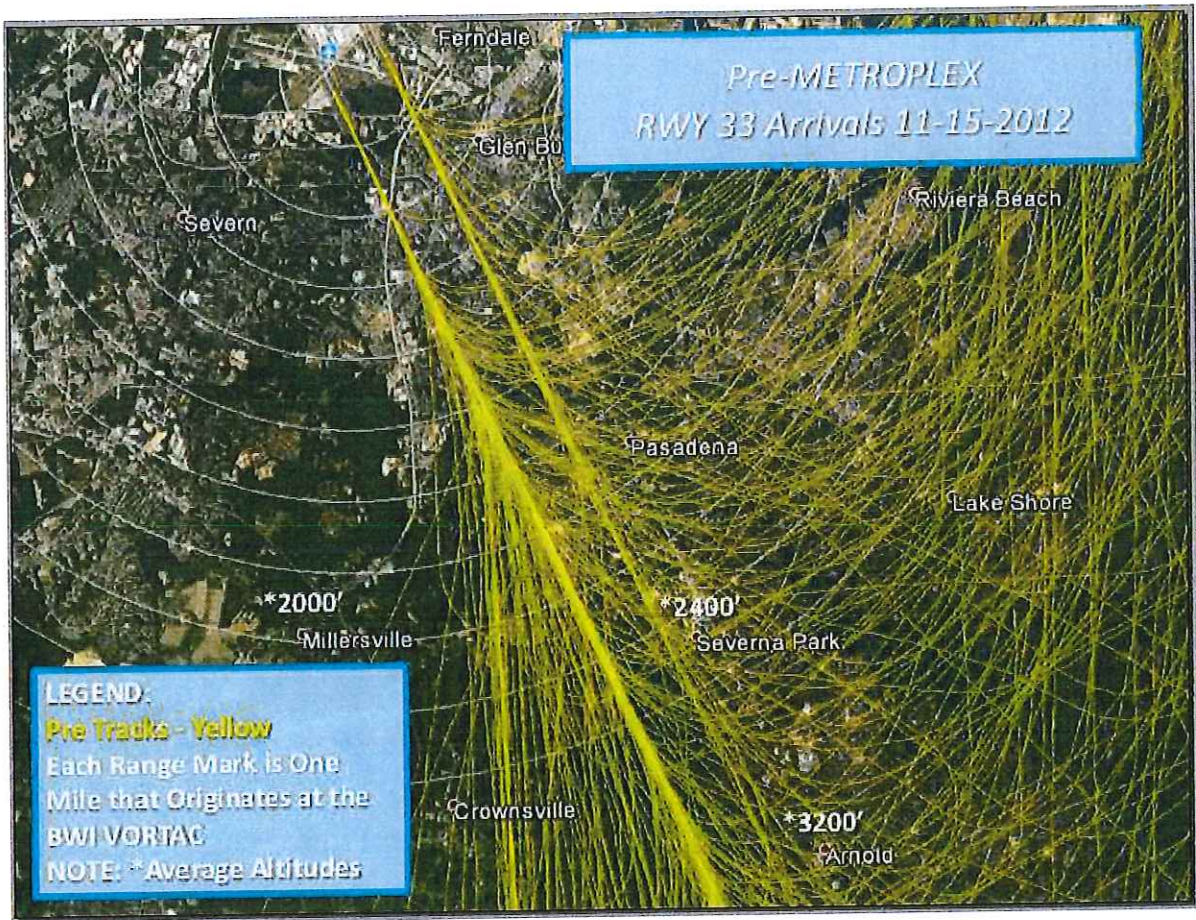 Ferndale
Pre-METROPLEX
RWY 33 Arrivals 11-15-2012
Glen Bu
Riviera Beach
Severn
Pasadena
Lake Shore
*2000'
*2400'
Millersville
Severna Park
LEGEND:
Pre Tracks - Yellow
Each Range Mark is One
Mile that Originates at the
BWI VORTAC
NOTE: *Average Altitudes
Crownsville
*3200'
Arnold